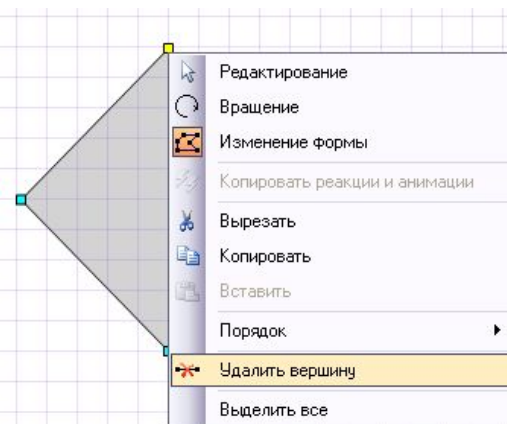 Редактирование
Вращение
Изменение формы
Копировать реакции и анимации
Вырезать
Копировать
Вставить
Порядок
Удалить вершину
Выделить все